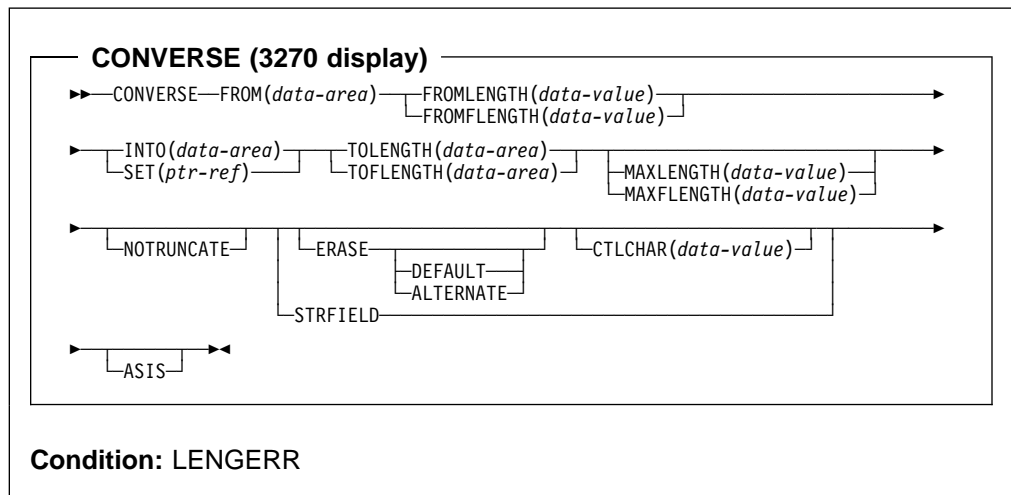 CONVERSE (3270 display)
CONVERSE FROM(data-area) FROMLENGTH(data-value)
FROMFLENGTH(data-value)
INTO(data-area) TOLENGTH(data-area)
SET(ptr-ref) TOFLENGTH(data-area) MAXLENGTH(data-value)
MAXFLENGTH(data-value)
NOTRUNCATE ERASE CTLCHAR(data-value)
DEFAULT
ALTERNATE
STRFIELD
ASIS
Condition: LENGERR